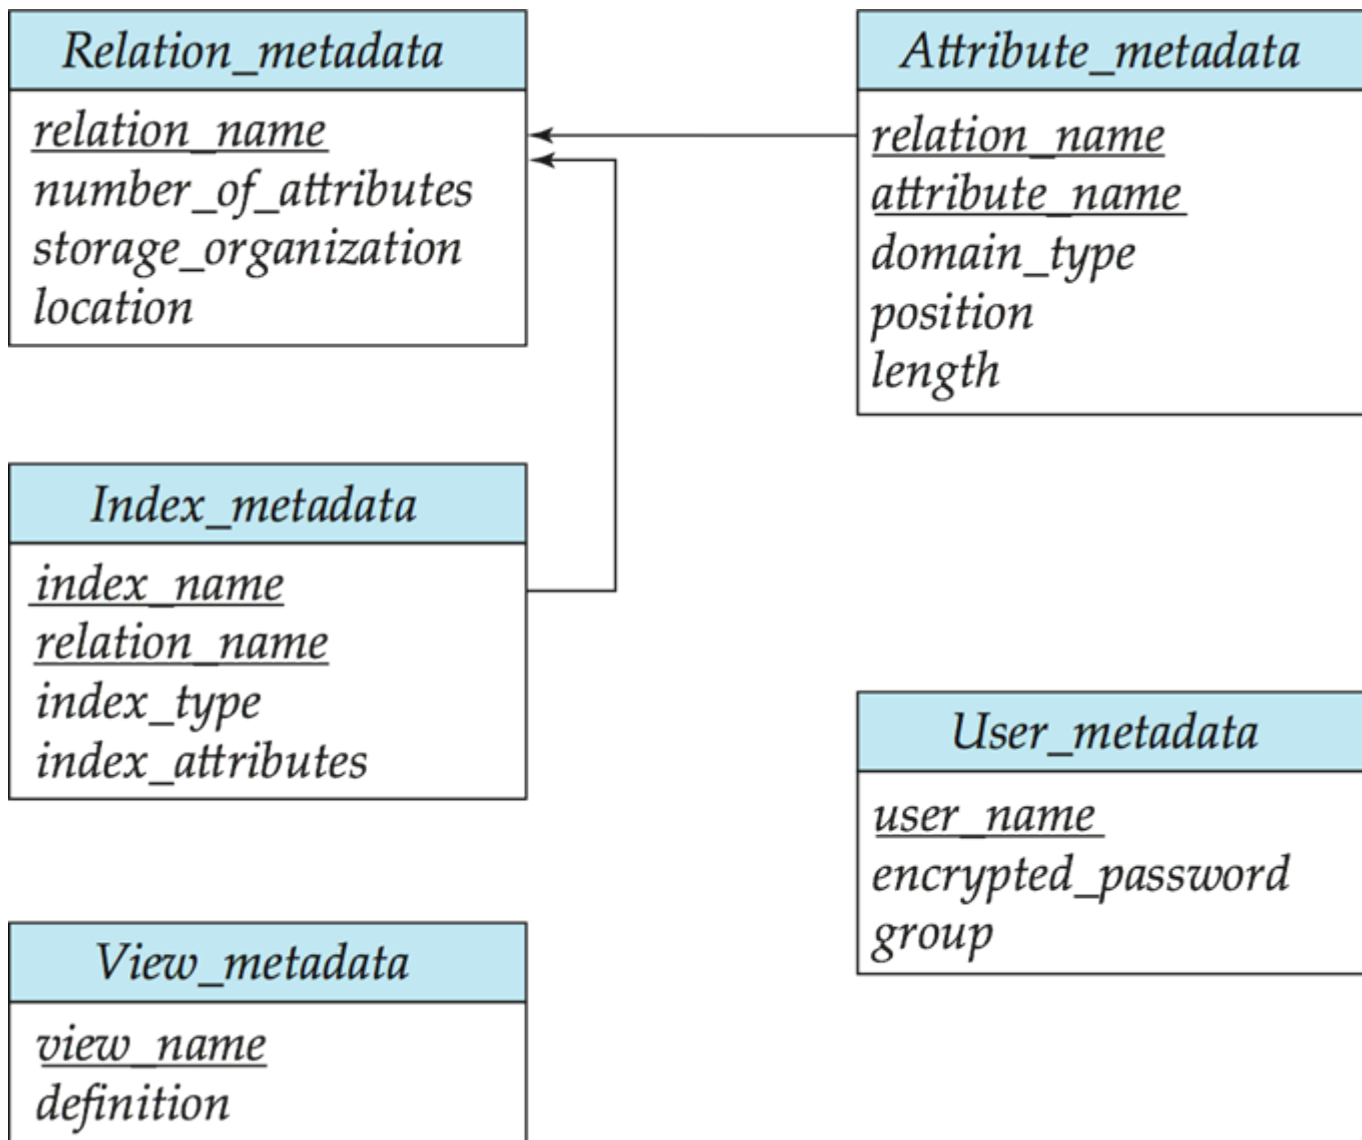 Relation_metadata
relation_name
number_of_attributes
storage_organization
location
Attribute_metadata
relation_name
attribute_name
domain_type
position
length
Index_metadata
index_name
relation_name
index_type
index_attributes
User_metadata
user_name
encrypted_password
group
View_metadata
view_name
definition